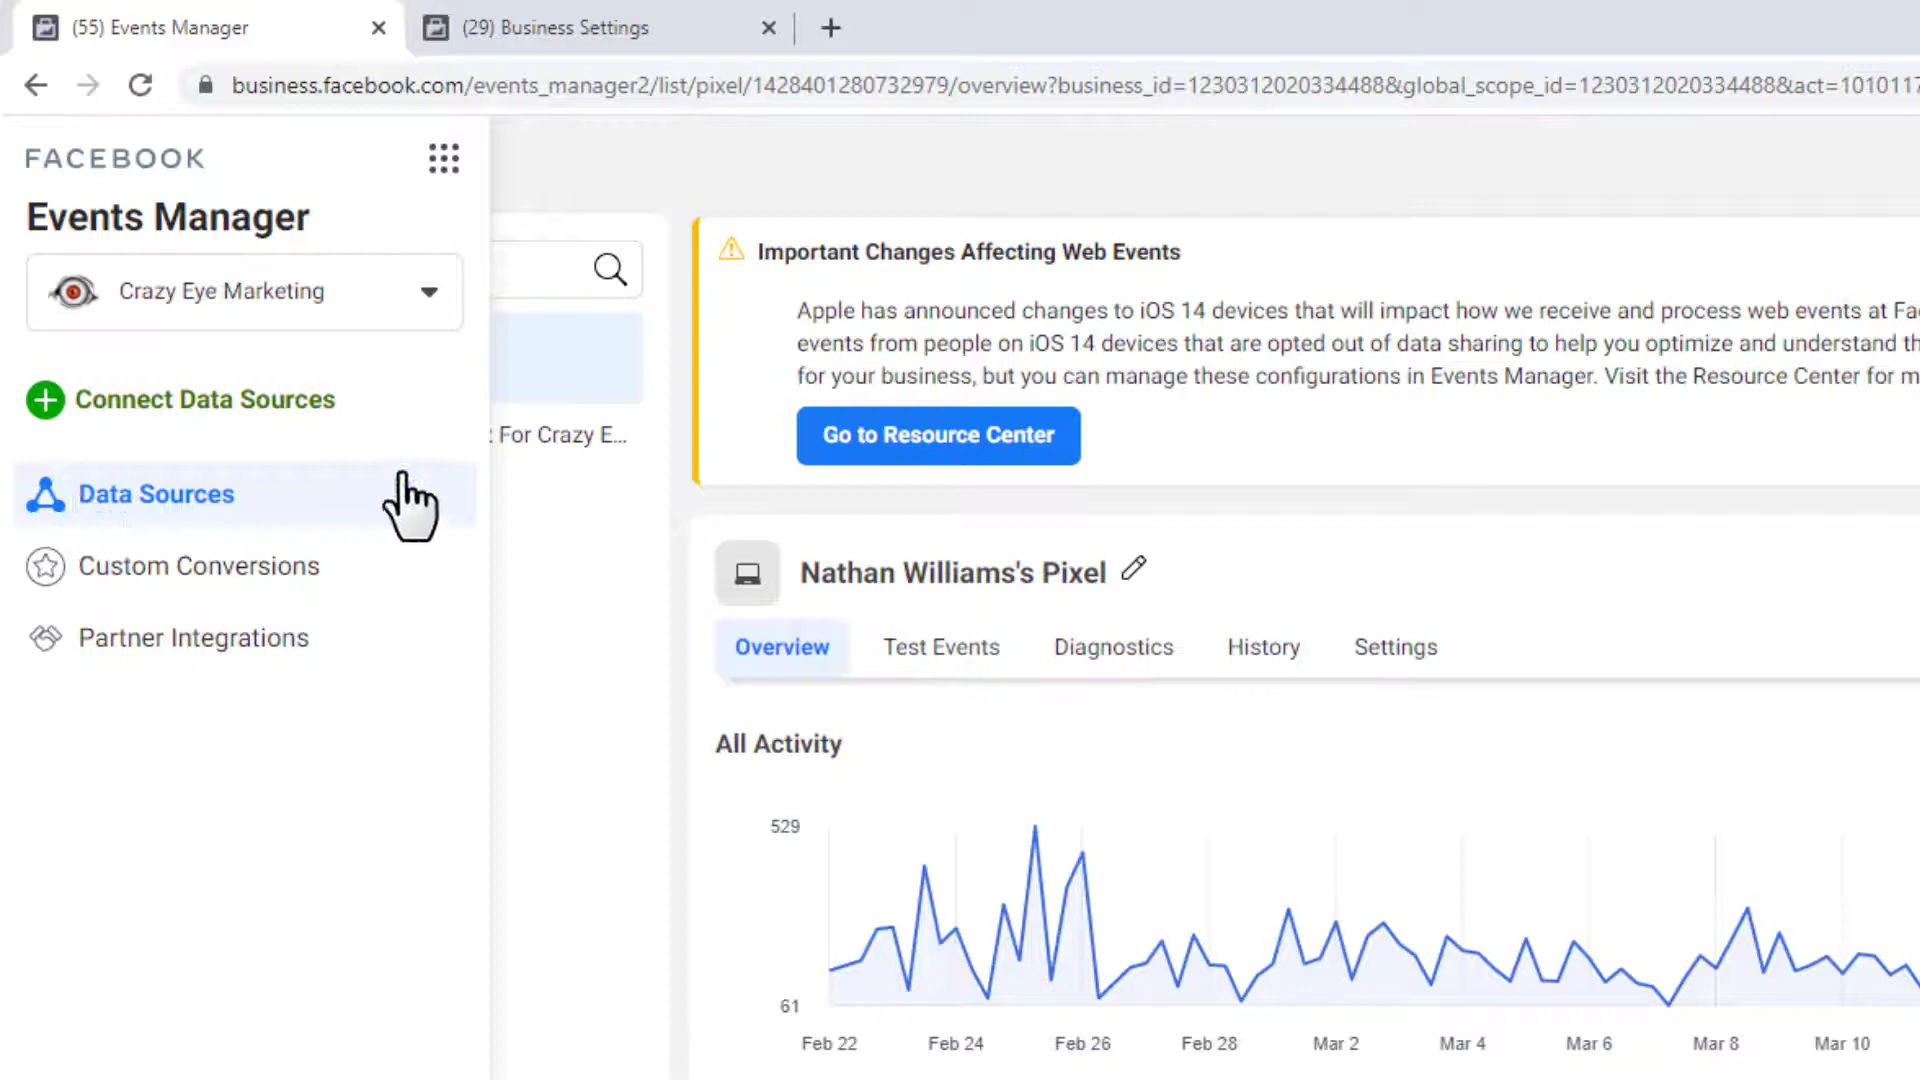 (55) Events Manager
(29) Business Settings
business.facebook.com/events_manager2/list/pixel/1428401280732979/overview?business_id=1230312020334488&global_scope_id=1230312020334488&act=1010117
FACEBOOK
Events Manager
Crazy Eye Marketing
Connect Data Sources
Data Sources
Custom Conversions
Partner Integrations
For Crazy E...
Important Changes Affecting Web Events
Apple has announced changes to iOS 14 devices that will impact how we receive and process web events at Fa
events from people on iOS 14 devices that are opted out of data sharing to help you optimize and understand th
for your business, but you can manage these configurations in Events Manager. Visit the Resource Center for m
Go to Resource Center
Nathan Williams's Pixel
Overview
Test Events
Diagnostics
History
Settings
All Activity
529
61
Feb 22
Feb 24
Feb 26
Feb 28
Mar 2
Mar 4
Mar 6
Mar 8
Mar 10